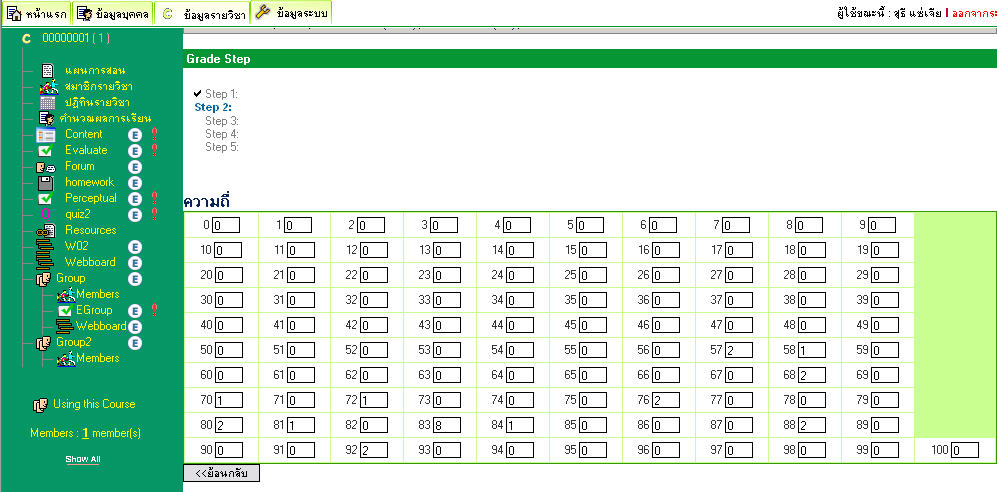 หน้าแรก ข้อมูลบุคคล ข้อมูลรายวิชา ข้อมูลระบบ ผู้ใช้ขณะนี้ : สุธี แซ่เจีย | ออกจากระ
C 00000001 ( 1 )
แผนการสอน
สมาชิกรายวิชา
ปฏิทินรายวิชา
คำนวณผลการเรียน
Content E
Evaluate E
Forum E
homework E
Perceptual E
quiz2 E
Resources
W02 E
Webboard E
Group E
Members
EGroup E
Webboard E
Group2 E
Members
Using this Course
Members : 1 member(s)
Show All
Grade Step
Step 1:
Step 2:
Step 3:
Step 4:
Step 5:
ความถี่
0 0 1 0 2 0 3 0 4 0 5 0 6 0 7 0 8 0 9 0
10 0 11 0 12 0 13 0 14 0 15 0 16 0 17 0 18 0 19 0
20 0 21 0 22 0 23 0 24 0 25 0 26 0 27 0 28 0 29 0
30 0 31 0 32 0 33 0 34 0 35 0 36 0 37 0 38 0 39 0
40 0 41 0 42 0 43 0 44 0 45 0 46 0 47 0 48 0 49 0
50 0 51 0 52 0 53 0 54 0 55 0 56 0 57 2 58 1 59 0
60 0 61 0 62 0 63 0 64 0 65 0 66 0 67 0 68 2 69 0
70 1 71 0 72 1 73 0 74 0 75 0 76 2 77 0 78 0 79 0
80 2 81 1 82 0 83 8 84 1 85 0 86 0 87 0 88 2 89 0
90 0 91 0 92 2 93 0 94 0 95 0 96 0 97 0 98 0 99 0 100 0
<<ย้อนกลับ